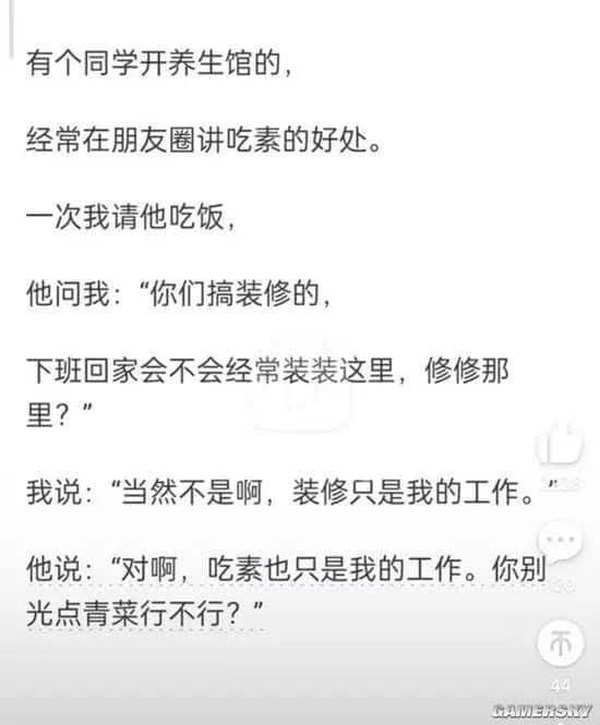 有个同学开养生馆的，
经常在朋友圈讲吃素的好处。
一次我请他吃饭，
他问我：“你们搞装修的，
下班回家会不会经常装装这里，修修那
里？”
我说：“当然不是啊，装修只是我的工作。”
他说：“对啊，吃素也只是我的工作。你别
光点青菜行不行？”
20
44
GAMERSKY